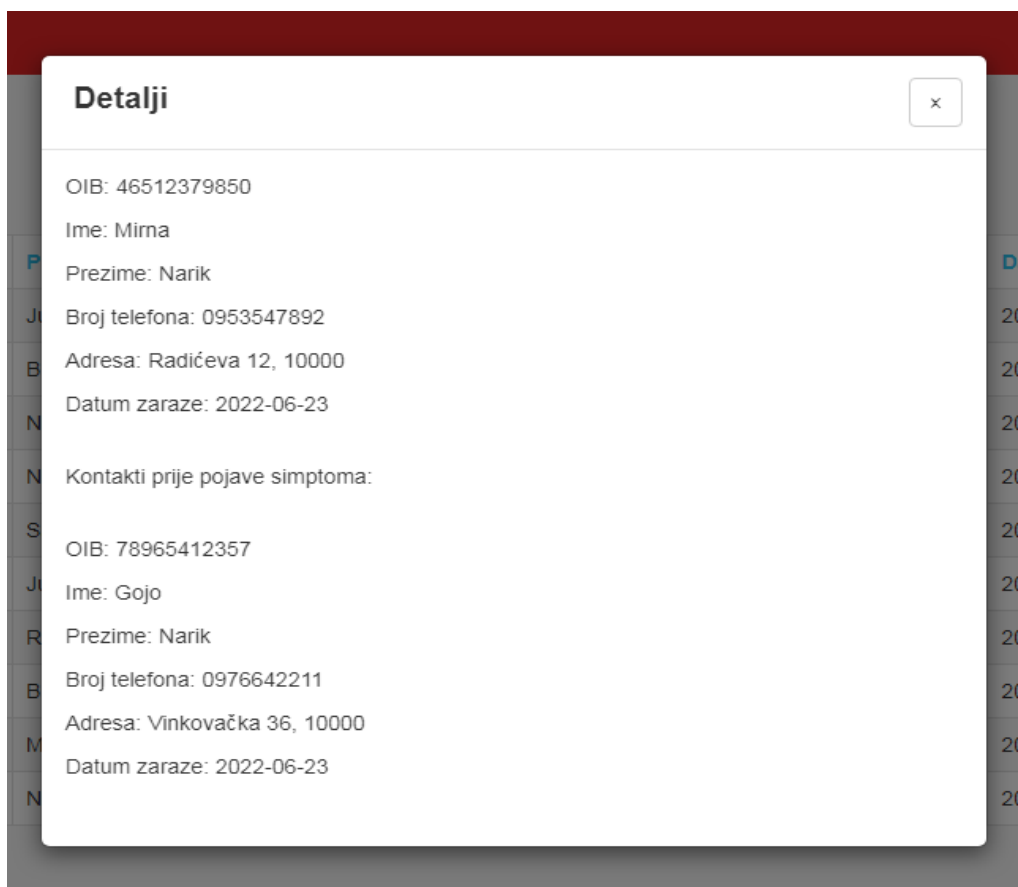 Detalji
×
OIB: 46512379850
Ime: Mirna
Prezime: Narik
Broj telefona: 0953547892
Adresa: Radićeva 12, 10000
Datum zaraze: 2022-06-23
Kontakti prije pojave simptoma:
OIB: 78965412357
Ime: Gojo
Prezime: Narik
Broj telefona: 0976642211
Adresa: Vinkovačka 36, 10000
Datum zaraze: 2022-06-23